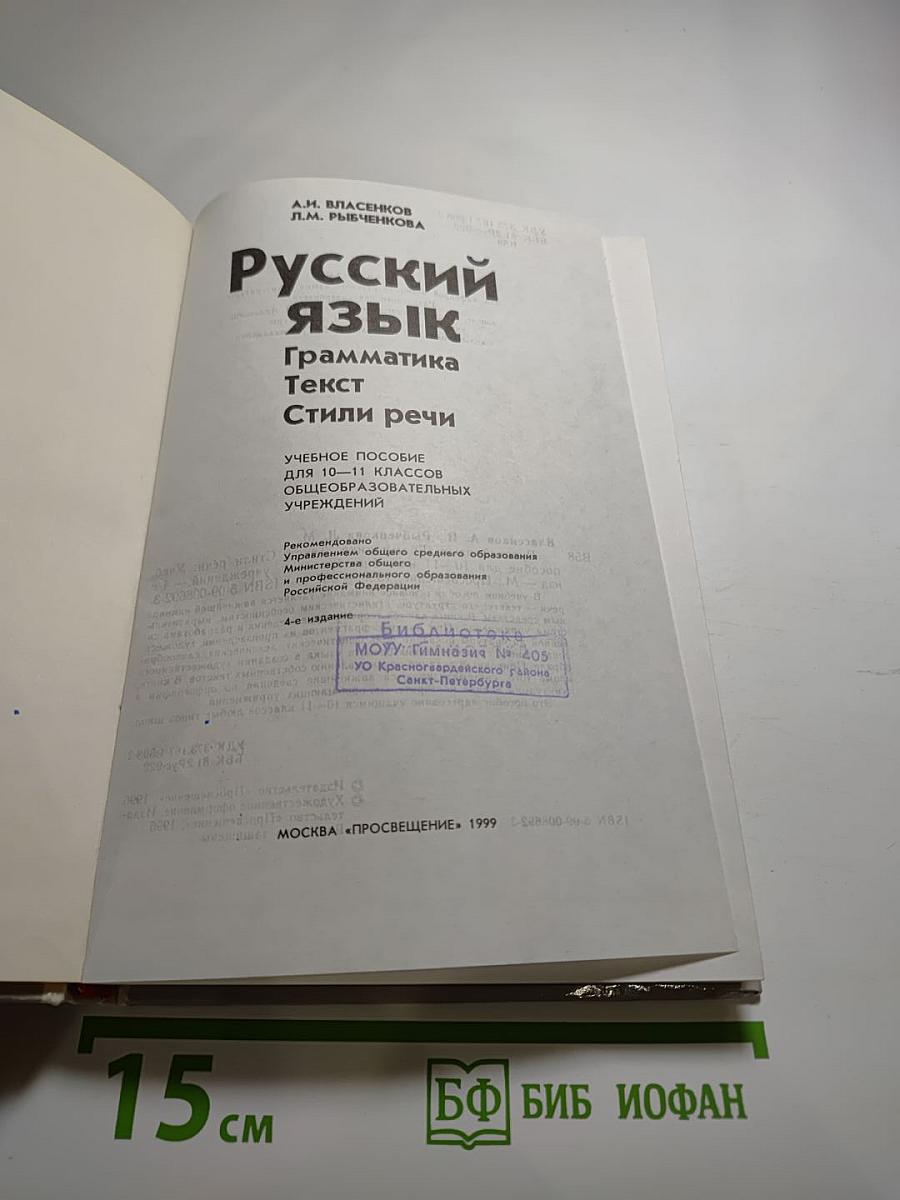 А.И. ВЛАСЕНКОВ
Л.М. РЫБЧЕНКОВА
Русский
язык
Грамматика
Текст
Стили речи
УЧЕБНОЕ ПОСОБИЕ
ДЛЯ 10—11 КЛАССОВ
ОБЩЕОБРАЗОВАТЕЛЬНЫХ
УЧРЕЖДЕНИЙ
Рекомендовано
Управлением общего среднего образования
Министерства общего
и профессионального образования
Российской Федерации
4-е издание
Библиотека
МОУ Гимназия № 405
УО Красногвардейского района
Санкт-Петербурга
МОСКВА «ПРОСВЕЩЕНИЕ» 1999
15 см
БФ БИБ ИОФАН